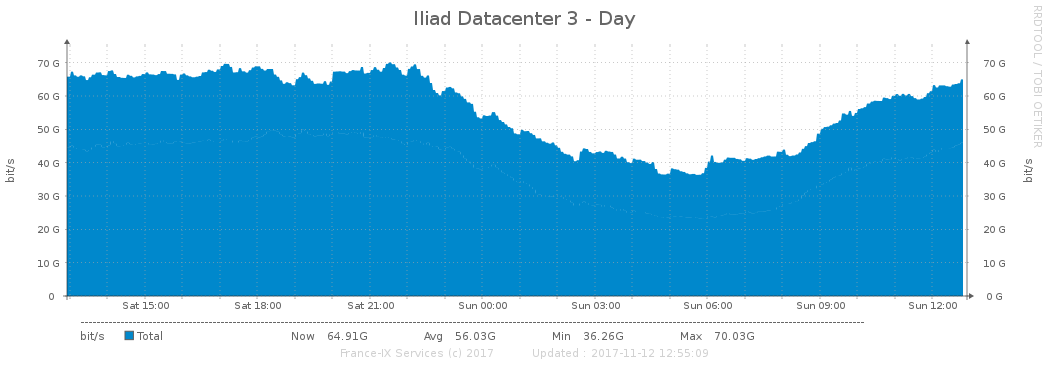 Iliad Datacenter 3 - Day
RRDTOOL / TOBI OETIKER
bit/s
70 G
60 G
50 G
40 G
30 G
20 G
10 G
0
70 G
60 G
50 G
40 G
30 G
20 G
10 G
0 G
bit/s
Sat 15:00 Sat 18:00 Sat 21:00 Sun 00:00 Sun 03:00 Sun 06:00 Sun 09:00 Sun 12:00
bit/s Total Now 64.91G Avg 56.03G Min 36.26G Max 70.03G
France-IX Services (c) 2017 Updated : 2017-11-12 12:55:09